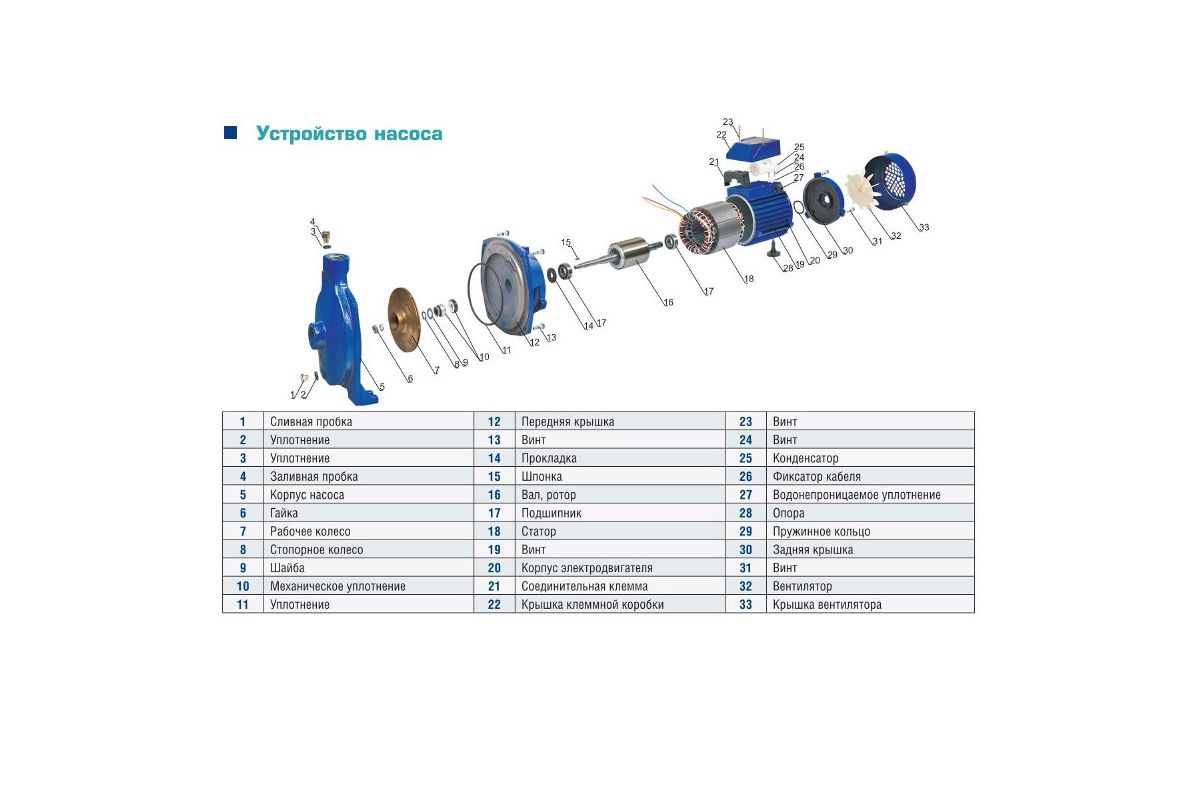 Устройство насоса
23
22
25
24
26
21
27
4
3
33
32
31
30
29
20
19
28
15
18
17
16
17
14
13
12
11
10
9
8
7
6
5
1
2
1 Сливная пробка 12 Передняя крышка 23 Винт
2 Уплотнение 13 Винт 24 Винт
3 Уплотнение 14 Прокладка 25 Конденсатор
4 Заливная пробка 15 Шпонка 26 Фиксатор кабеля
5 Корпус насоса 16 Вал, ротор 27 Водонепроницаемое уплотнение
6 Гайка 17 Подшипник 28 Опора
7 Рабочее колесо 18 Статор 29 Пружинное кольцо
8 Стопорное колесо 19 Винт 30 Задняя крышка
9 Шайба 20 Корпус электродвигателя 31 Винт
10 Механическое уплотнение 21 Соединительная клемма 32 Вентилятор
11 Уплотнение 22 Крышка клеммной коробки 33 Крышка вентилятора